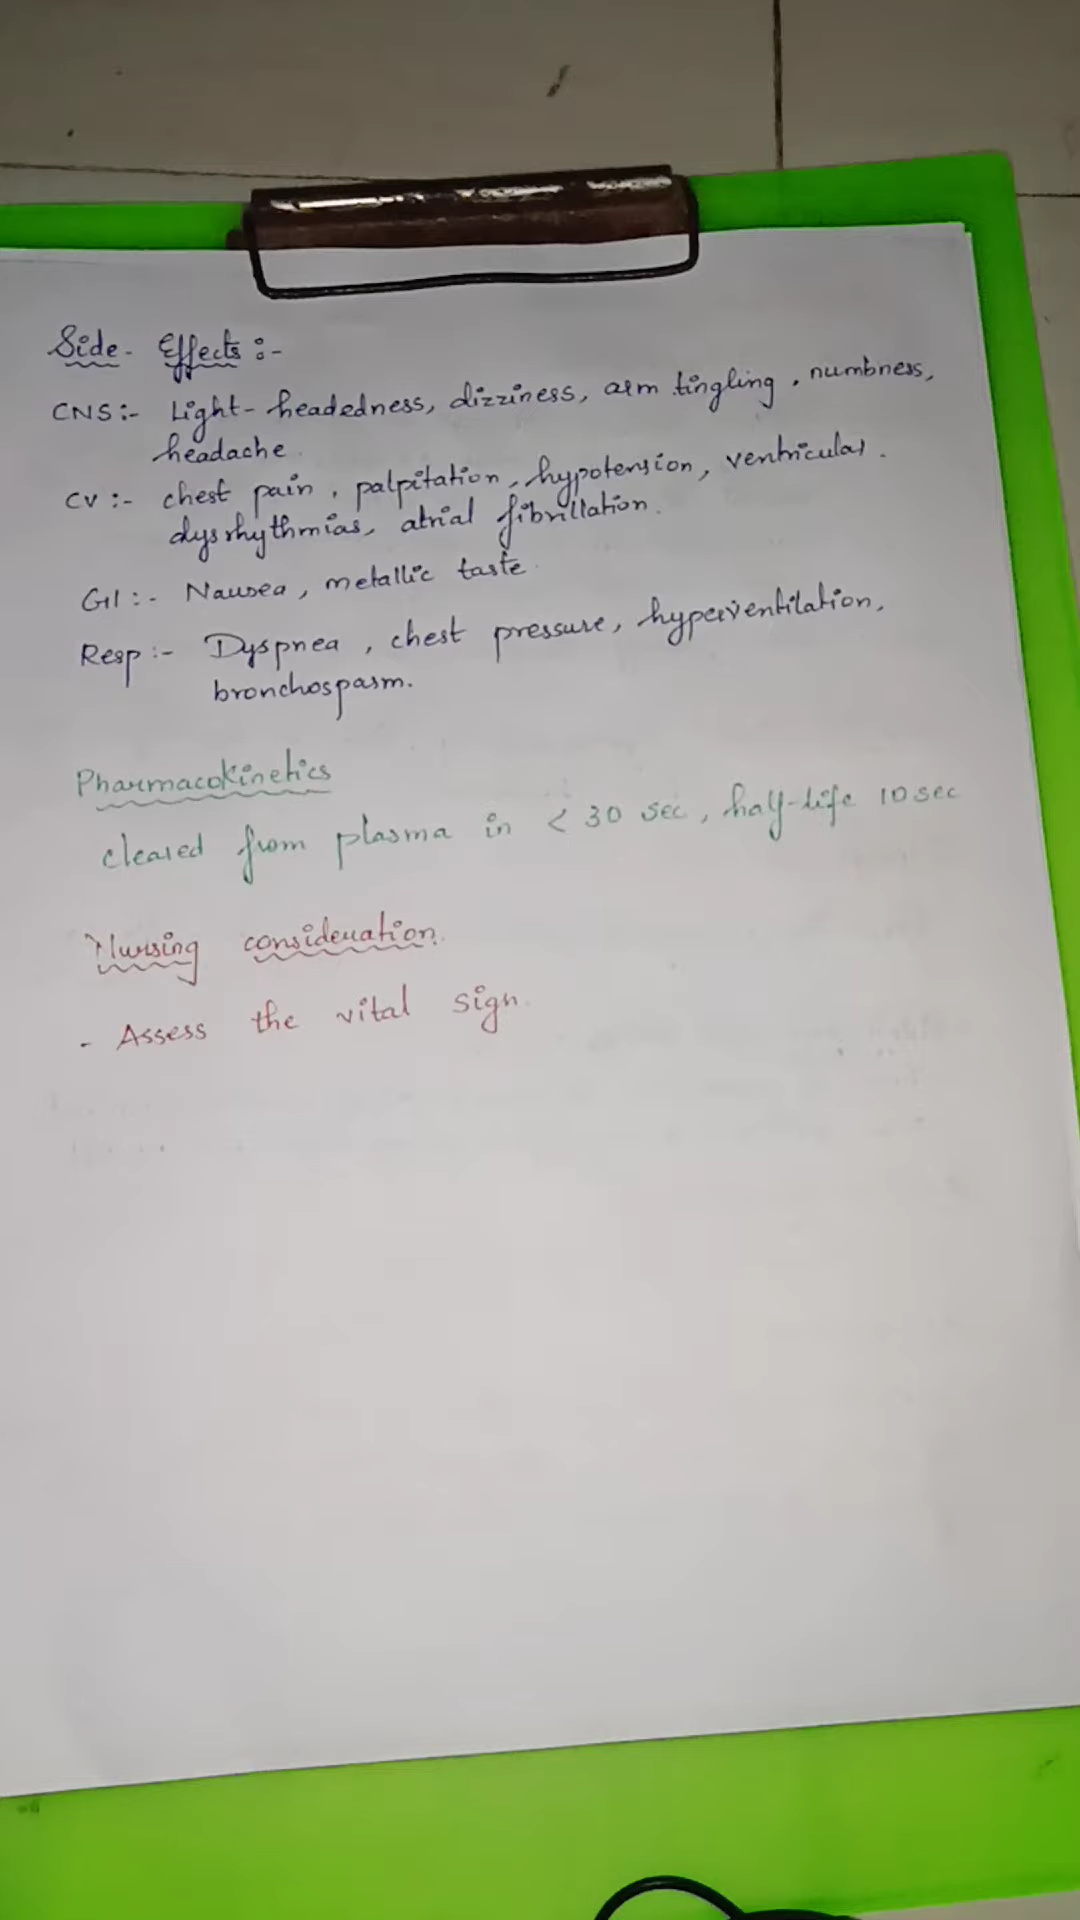 Side- Effects :-
CNS :- Light-headedness, dizziness, arm tingling, numbness,
headache.
CV :- chest pain, palpitation, hypotension, ventricular
dysrhythmias, atrial fibrillation.
GI :- Nausea, metallic taste.
Resp :- Dyspnea, chest pressure, hyperventilation,
bronchospasm.
Pharmacokinetics
cleared from plasma in < 30 sec, half-life 10 sec
Nursing consideration.
- Assess the vital sign.